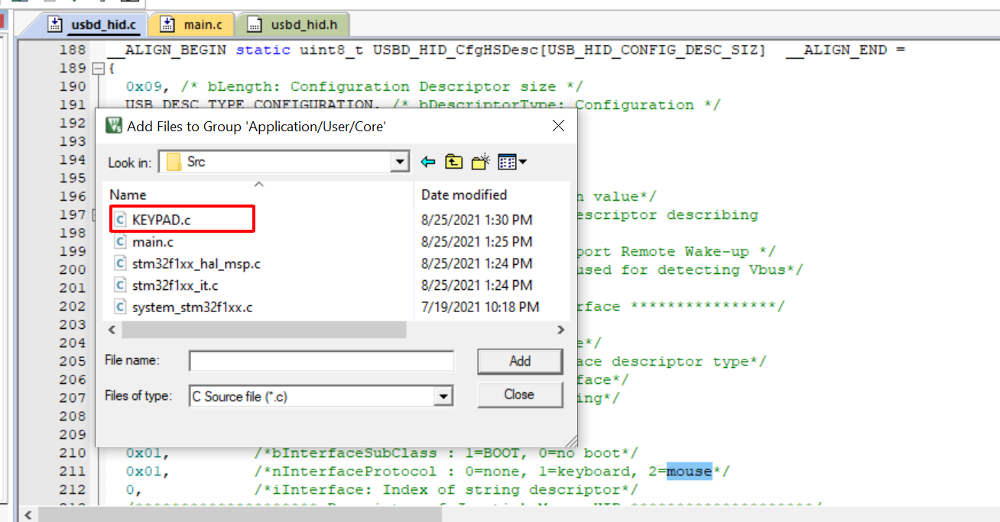 usbd_hid.c main.c usbd_hid.h
188 __ALIGN_BEGIN static uint8_t USBD_HID_CfgHSDesc[USB_HID_CONFIG_DESC_SIZ] __ALIGN_END =
189 {
190 0x09, /* bLength: Configuration Descriptor size */
191 USB_DESC_TYPE_CONFIGURATION, /* bDescriptorType: Configuration */
192
193
194
195
196 n value*/
197 escriptor describing
198
199 port Remote Wake-up */
200 used for detecting Vbus*/
201
202 rface ****************/
203
204 e*/
205 ace descriptor type*/
206 face*/
207 ing*/
208
209
210 0x01, /*bInterfaceSubClass : 1=BOOT, 0=no boot*/
211 0x01, /*nInterfaceProtocol : 0=none, 1=keyboard, 2=mouse*/
212 0, /*iInterface: Index of string descriptor*/
Add Files to Group 'Application/User/Core'
Look in: Src
Name Date modified
KEYPAD.c 8/25/2021 1:30 PM
main.c 8/25/2021 1:25 PM
stm32f1xx_hal_msp.c 8/25/2021 1:24 PM
stm32f1xx_it.c 8/25/2021 1:24 PM
system_stm32f1xx.c 7/19/2021 10:18 PM
File name: Add
Files of type: C Source file (*.c) Close